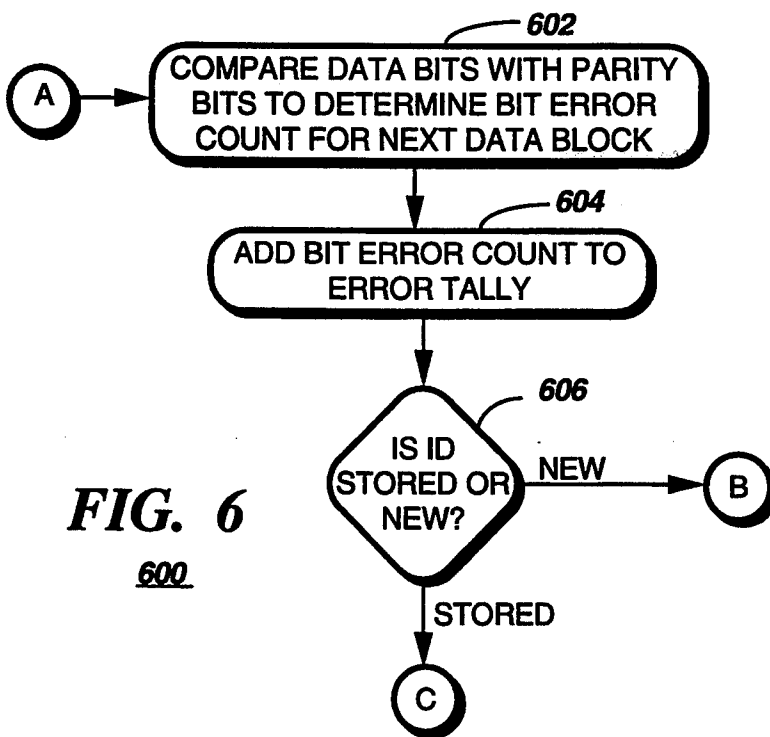 602
A
COMPARE DATA BITS WITH PARITY
BITS TO DETERMINE BIT ERROR
COUNT FOR NEXT DATA BLOCK
604
ADD BIT ERROR COUNT TO
ERROR TALLY
606
IS ID
STORED OR
NEW?
NEW
B
FIG. 6
600
STORED
C